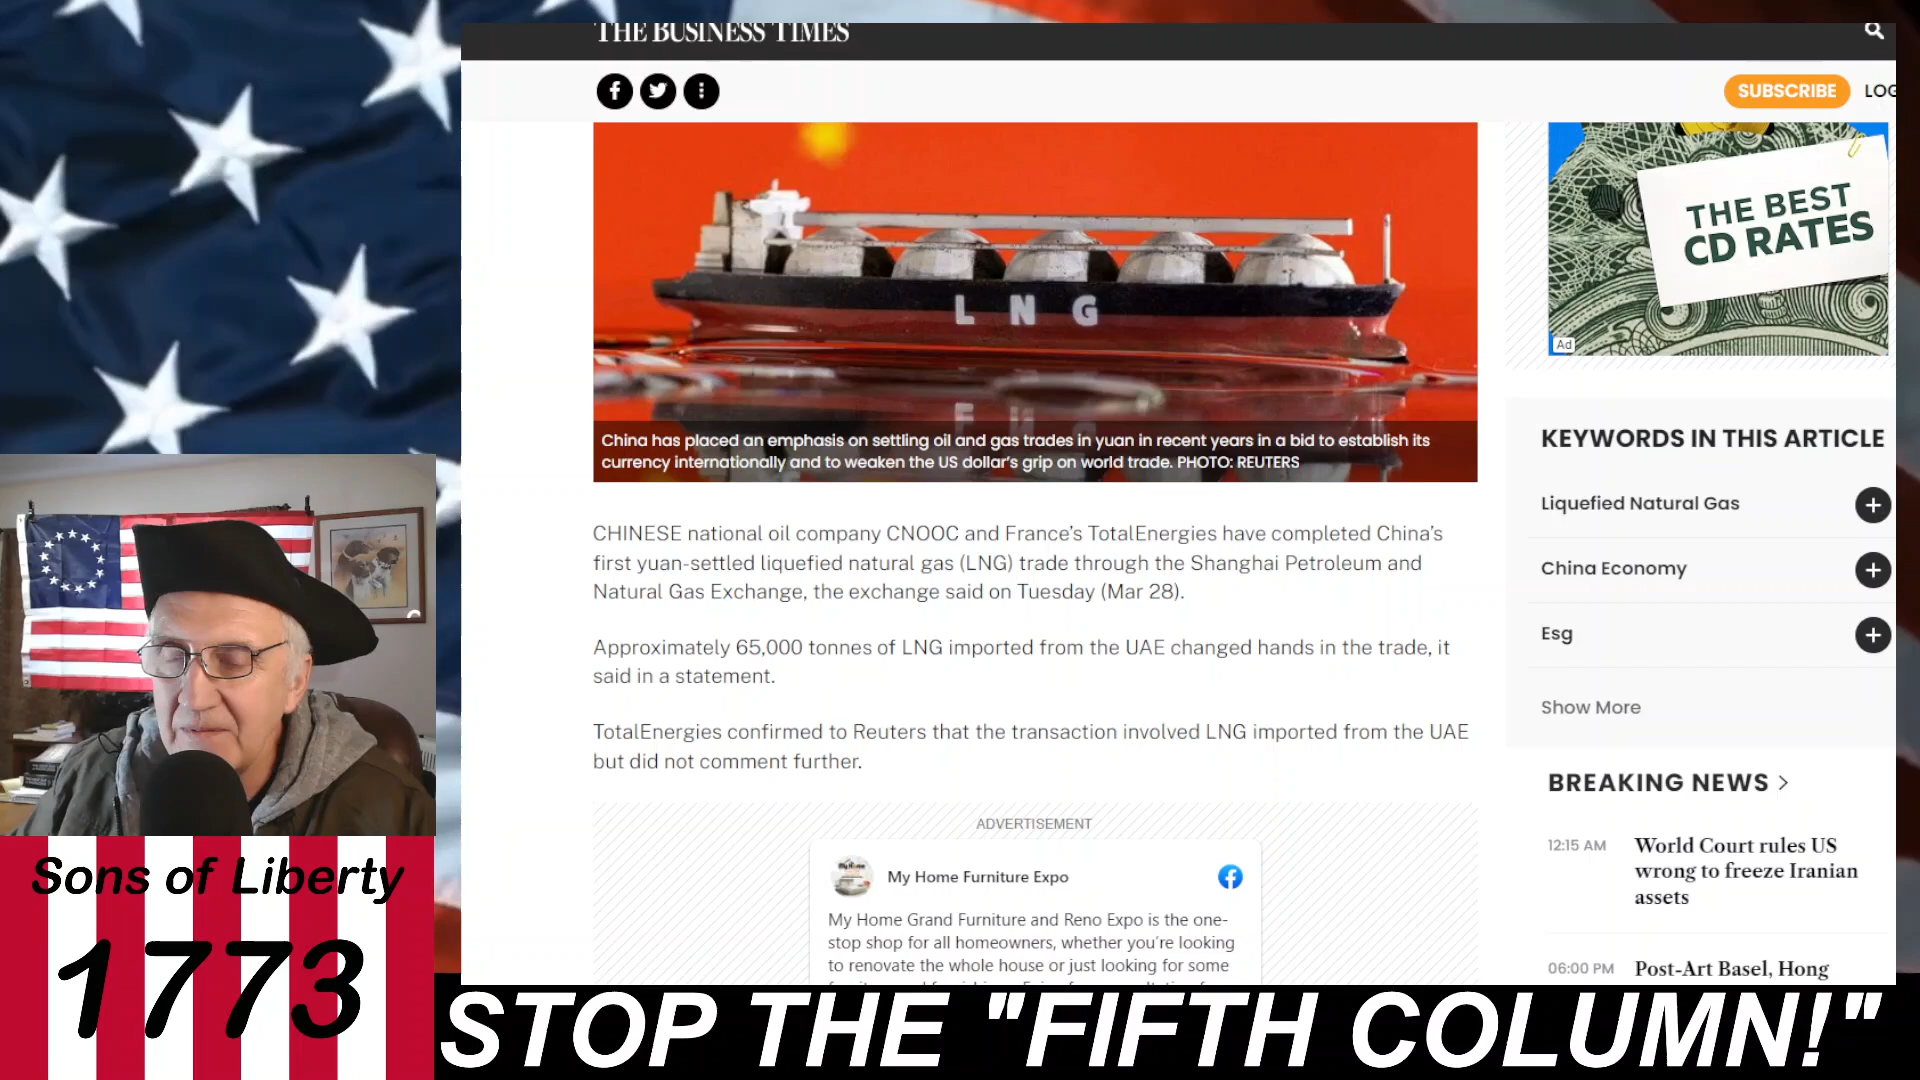 THE BUSINESS TIMES
SUBSCRIBE
LOG
THE BEST
CD RATES
Ad
L N G
China has placed an emphasis on settling oil and gas trades in yuan in recent years in a bid to establish its
currency internationally and to weaken the US dollar's grip on world trade. PHOTO: REUTERS
CHINESE national oil company CNOOC and France's TotalEnergies have completed China's
first yuan-settled liquefied natural gas (LNG) trade through the Shanghai Petroleum and
Natural Gas Exchange, the exchange said on Tuesday (Mar 28).
Approximately 65,000 tonnes of LNG imported from the UAE changed hands in the trade, it
said in a statement.
TotalEnergies confirmed to Reuters that the transaction involved LNG imported from the UAE
but did not comment further.
ADVERTISEMENT
My Home Furniture Expo
My Home Grand Furniture and Reno Expo is the one-
stop shop for all homeowners, whether you're looking
to renovate the whole house or just looking for some
KEYWORDS IN THIS ARTICLE
Liquefied Natural Gas
China Economy
Esg
Show More
BREAKING NEWS >
12:15 AM
World Court rules US
wrong to freeze Iranian
assets
06:00 PM
Post-Art Basel, Hong
Sons of Liberty
1773
STOP THE "FIFTH COLUMN!"